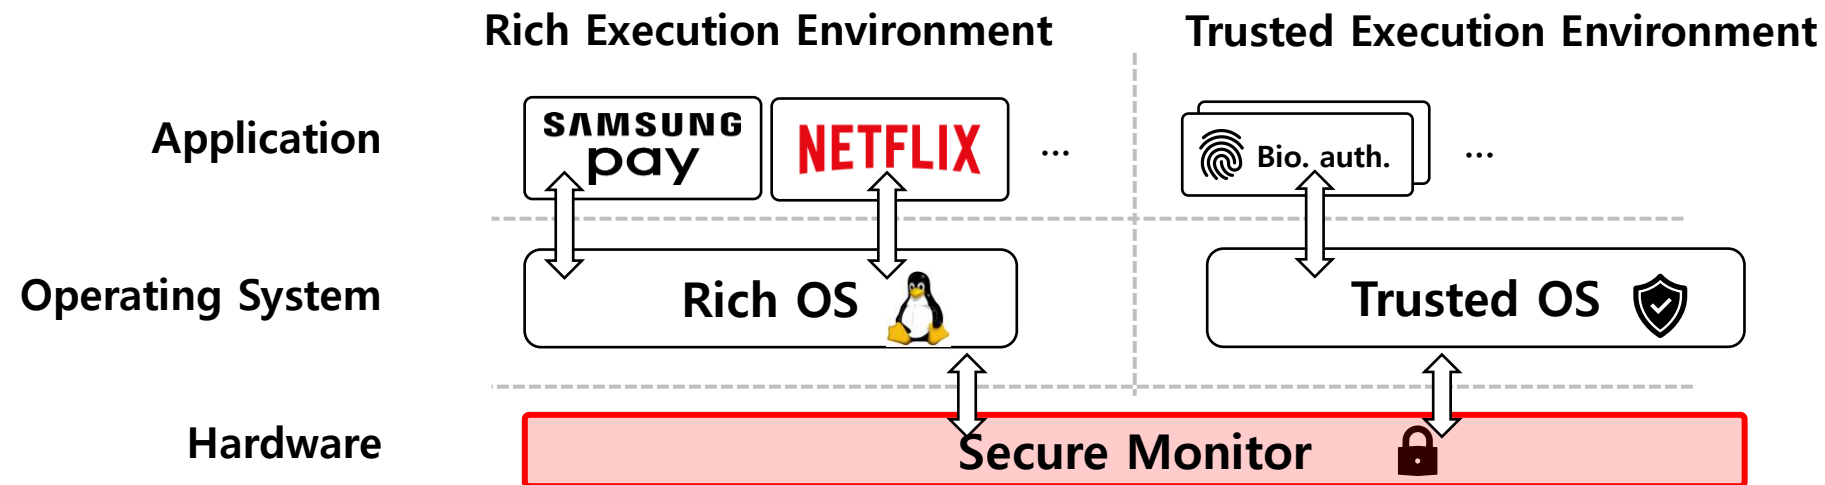 Rich Execution Environment
Trusted Execution Environment
Application
SAMSUNG
pay
NETFLIX
...
Bio. auth.
...
Operating System
Rich OS
Trusted OS
Hardware
Secure Monitor